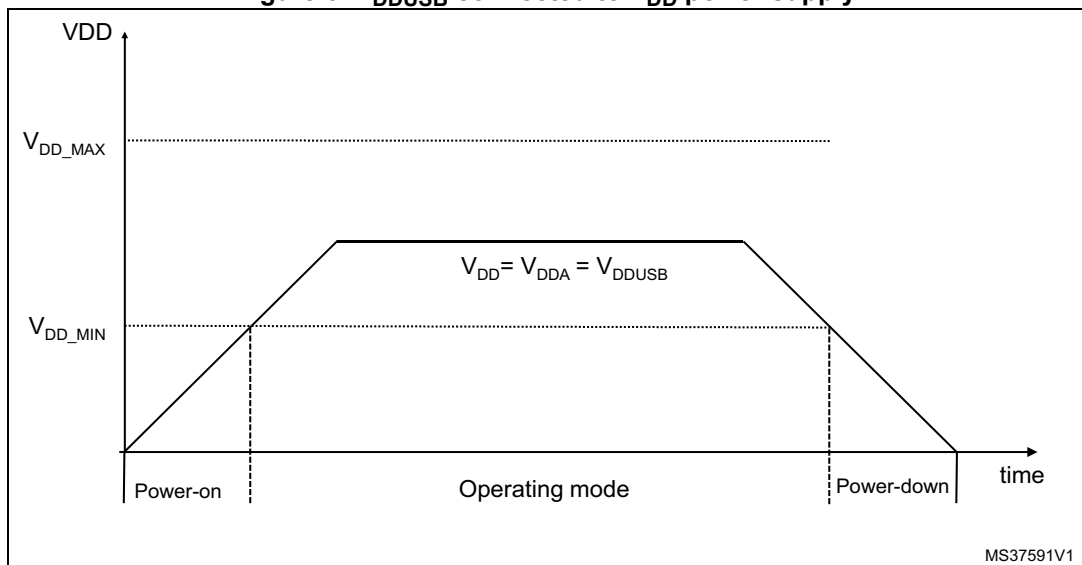 VDD
V_DD_MAX
V_DD= V_DDA = V_DDUSB
V_DD_MIN
time
Power-on
Operating mode
Power-down
MS37591V1